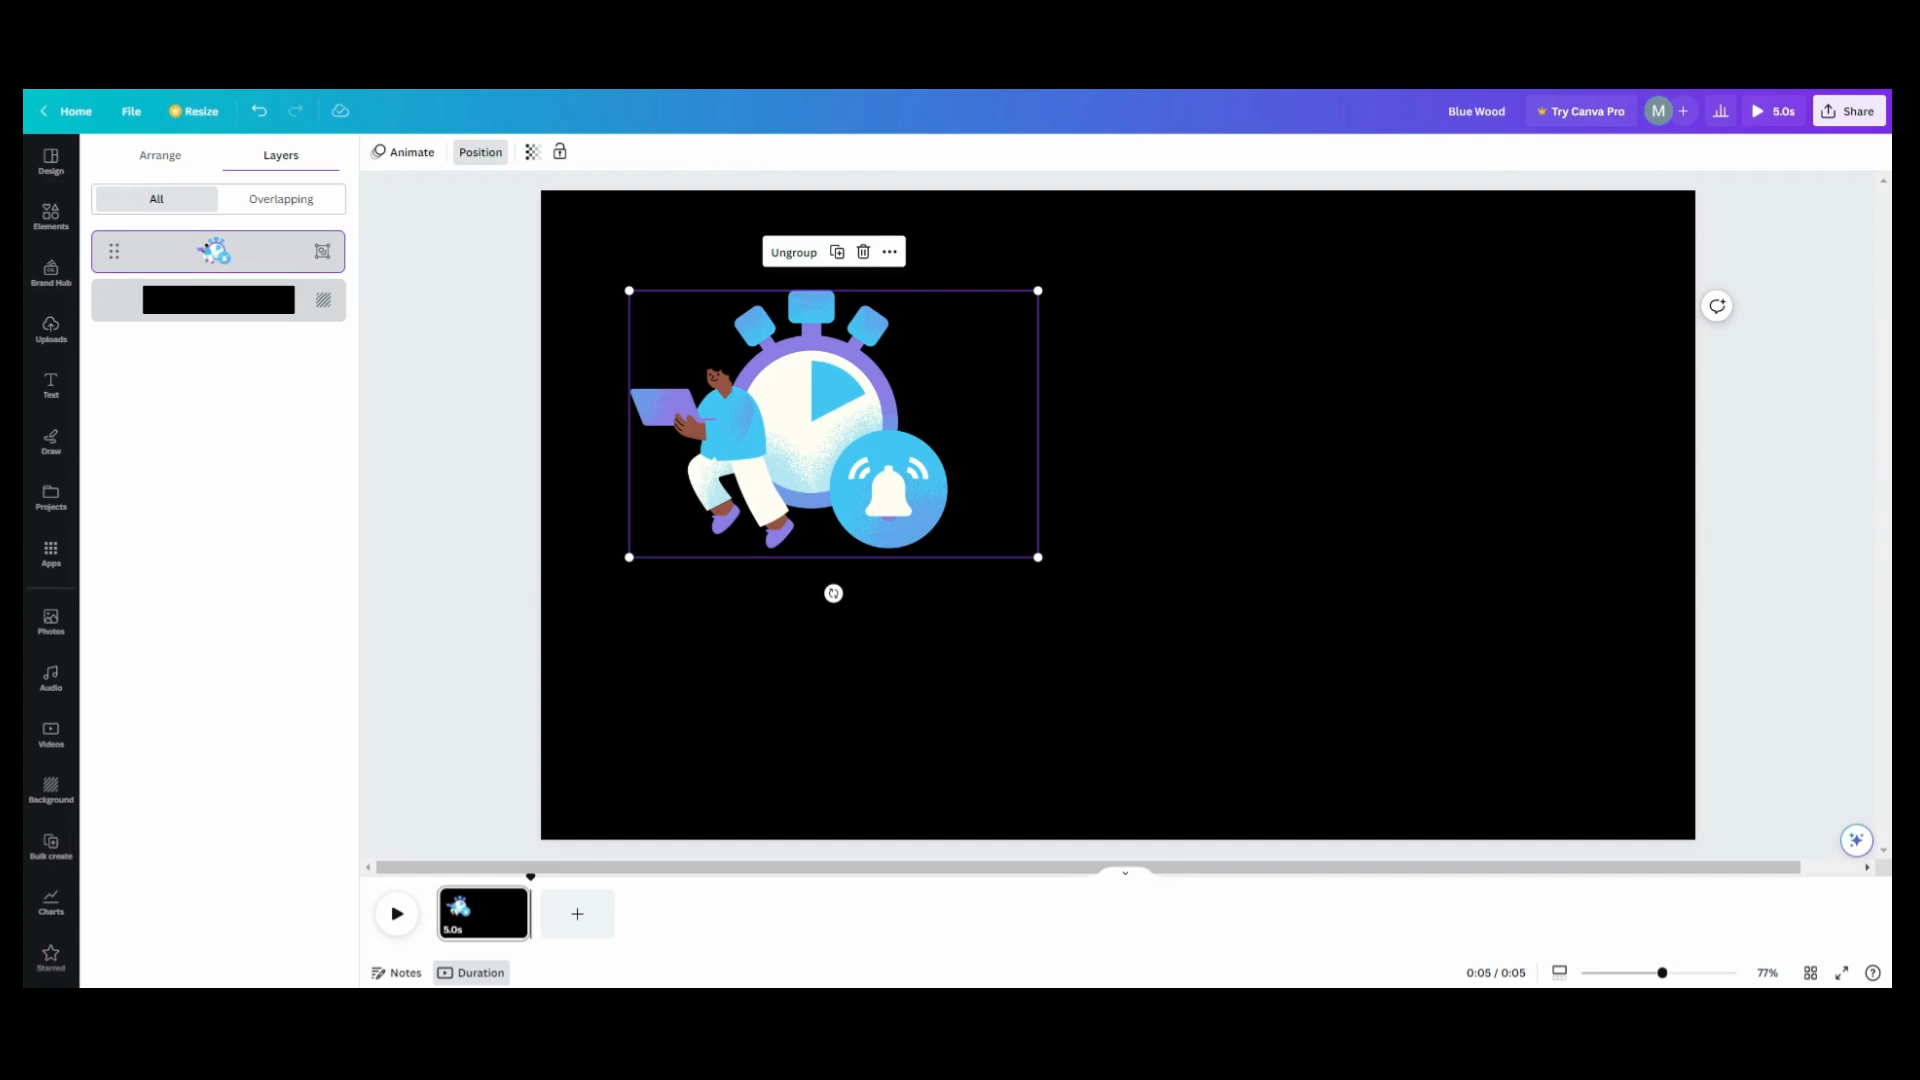 Home File Resize Blue Wood Try Canva Pro M 5.0s Share
Arrange Layers Animate Position
All Overlapping
Ungroup
Design
Elements
Brand Hub
Uploads
Text
Draw
Projects
Apps
Photos
Audio
Videos
Background
Bulk create
Charts
Starred
5.0s
Notes Duration 0:05 / 0:05 77%